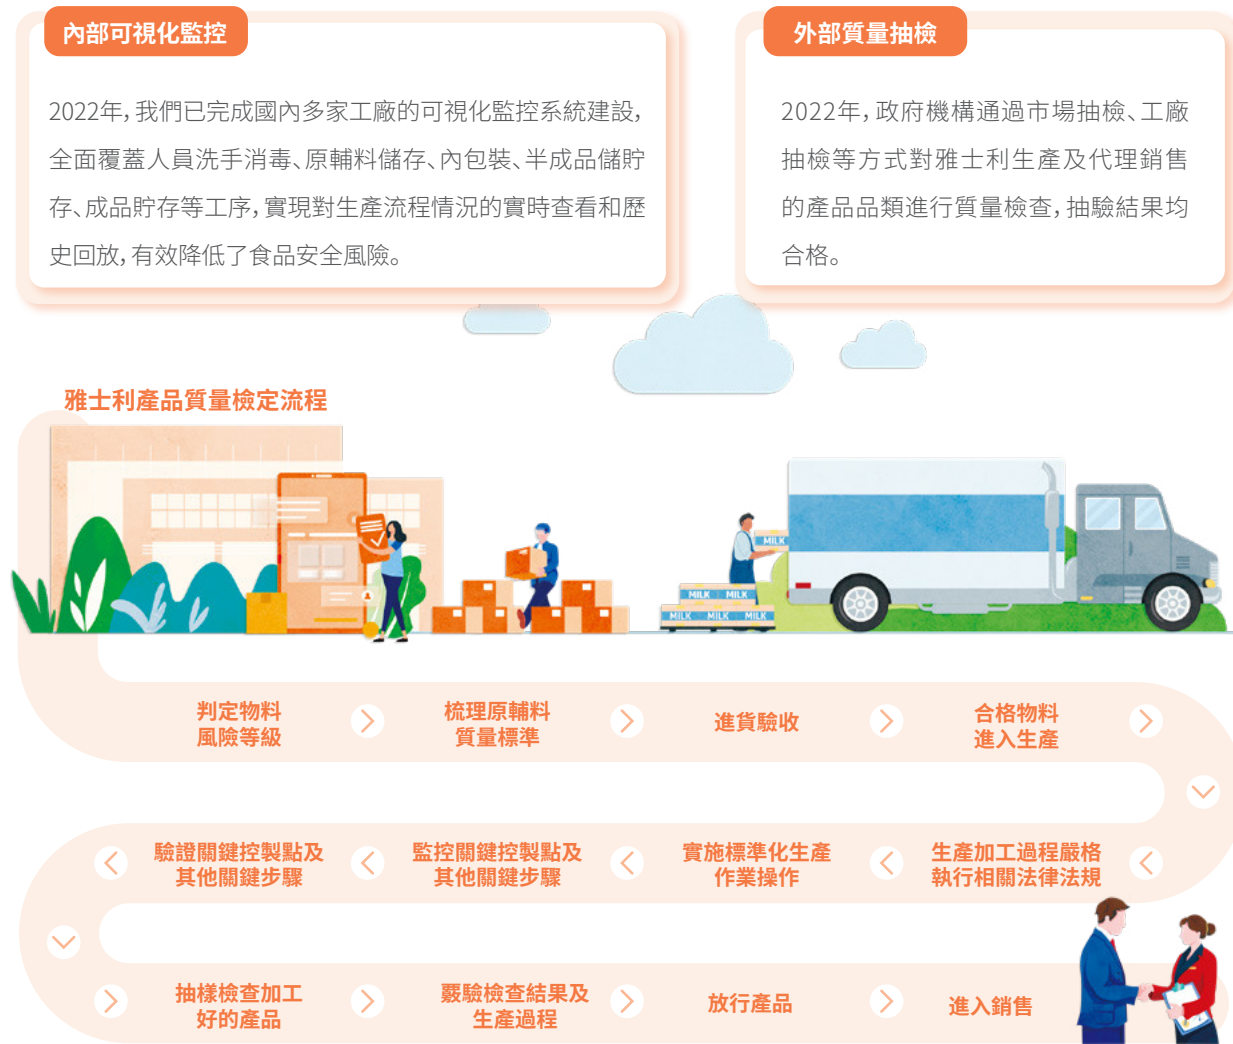 內部可視化監控
2022年，我們已完成國內多家工廠的可視化監控系統建設，
全面覆蓋人員洗手消毒、原輔料儲存、內包裝、半成品儲貯
存、成品貯存等工序，實現對生產流程情況的實時查看和歷
史回放，有效降低了食品安全風險。
外部質量抽檢
2022年，政府機構通過市場抽檢、工廠
抽檢等方式對雅士利生產及代理銷售
的產品品類進行質量檢查，抽驗結果均
合格。
雅士利產品質量檢定流程
MILK
MILK MILK
MILK MILK MILK
判定物料
風險等級
梳理原輔料
質量標準
進貨驗收
合格物料
進入生產
生產加工過程嚴格
執行相關法律法規
實施標準化生產
作業操作
監控關鍵控製點及
其他關鍵步驟
驗證關鍵控製點及
其他關鍵步驟
抽樣檢查加工
好的產品
覈驗檢查結果及
生產過程
放行產品
進入銷售